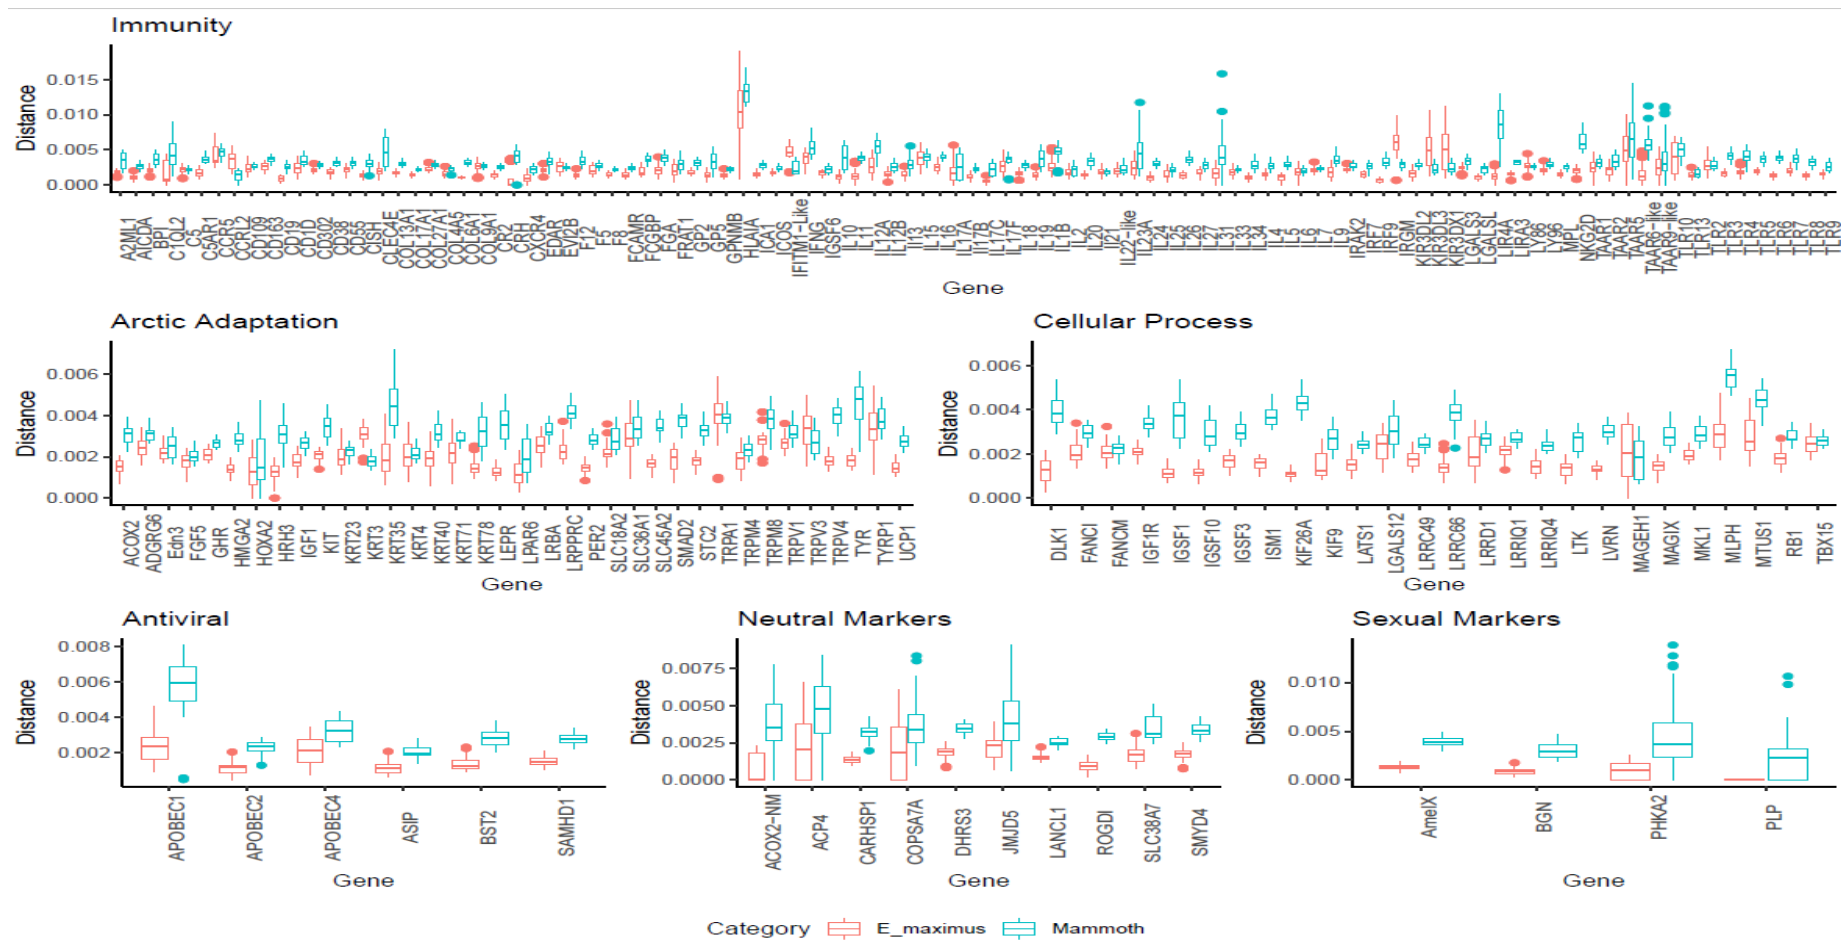 Immunity
Distance
0.015
0.010
0.005
0.000
A2ML1 AICDA BPI C1QL2 C5 C5AR1 CCR5 CCRL2 CD109 CD163 CD19 CD1D CD302 CD38 CD55 CISH CLEC4E COL13A1 COL17A1 COL27A1 COL4A5 COL6A1 COL9A1 CR2 CRH CXCR4 EDAR EVI2B F12 F5 F8 FCAMR FCGBP FGA FRAT1 GP2 GP5 GPNMB HLAIA ICA1 ICOS IFITM1-Like IFNG IGSF6 IL10 IL11 IL12A IL12B Il13 IL15 IL16 IL17A IL17B IL17C IL17F IL18 IL19 IL1B IL2 IL20 Il21 IL22-like IL23A IL24 IL25 IL26 IL27 IL31 IL33 IL34 IL4 IL5 IL6 IL7 IL9 IRAK2 IRF7 IRF9 IRGM KIR3DL2 KIR3DL3 KIR3DX1 LGALS3 LGALSL LIR4A LIRA3 LY86 LY96 MPL NKG2D TAAR1 TAAR2 TAAR5 TAAR6-like TAAR9-like TLR10 TLR13 TLR2 TLR3 TLR4 TLR5 TLR6 TLR7 TLR8 TLR9
Gene
Arctic Adaptation
Distance
0.006
0.004
0.002
0.000
ACOX2 ADGRG6 Edn3 FGF5 GHR HMGA2 HOXA2 HRH3 IGF1 KIT KRT23 KRT3 KRT35 KRT4 KRT40 KRT71 KRT78 LEPR LPAR6 LRBA LRPPRC PER2 SLC18A2 SLC36A1 SLC45A2 SMAD2 STC2 TRPA1 TRPM4 TRPM8 TRPV1 TRPV3 TRPV4 TYR TYRP1 UCP1
Gene
Cellular Process
Distance
0.006
0.004
0.002
0.000
DLK1 FANCI FANCM IGF1R IGSF1 IGSF10 IGSF3 ISM1 KIF26A KIF9 LATS1 LGALS12 LRRC49 LRRC66 LRRD1 LRRIQ1 LRRIQ4 LTK LVRN MAGEH1 MAGIX MKL1 MLPH MTUS1 RB1 TBX15
Gene
Antiviral
Distance
0.008
0.006
0.004
0.002
APOBEC1 APOBEC2 APOBEC4 ASIP BST2 SAMHD1
Gene
Neutral Markers
Distance
0.0075
0.0050
0.0025
0.0000
ACOX2-NM ACP4 CARHSP1 COPSA7A DHRS3 JMJD5 LANCL1 ROGDI SLC38A7 SMYD4
Gene
Sexual Markers
Distance
0.010
0.005
0.000
AmelX BGN PHKA2 PLP
Gene
Category E_maximus Mammoth